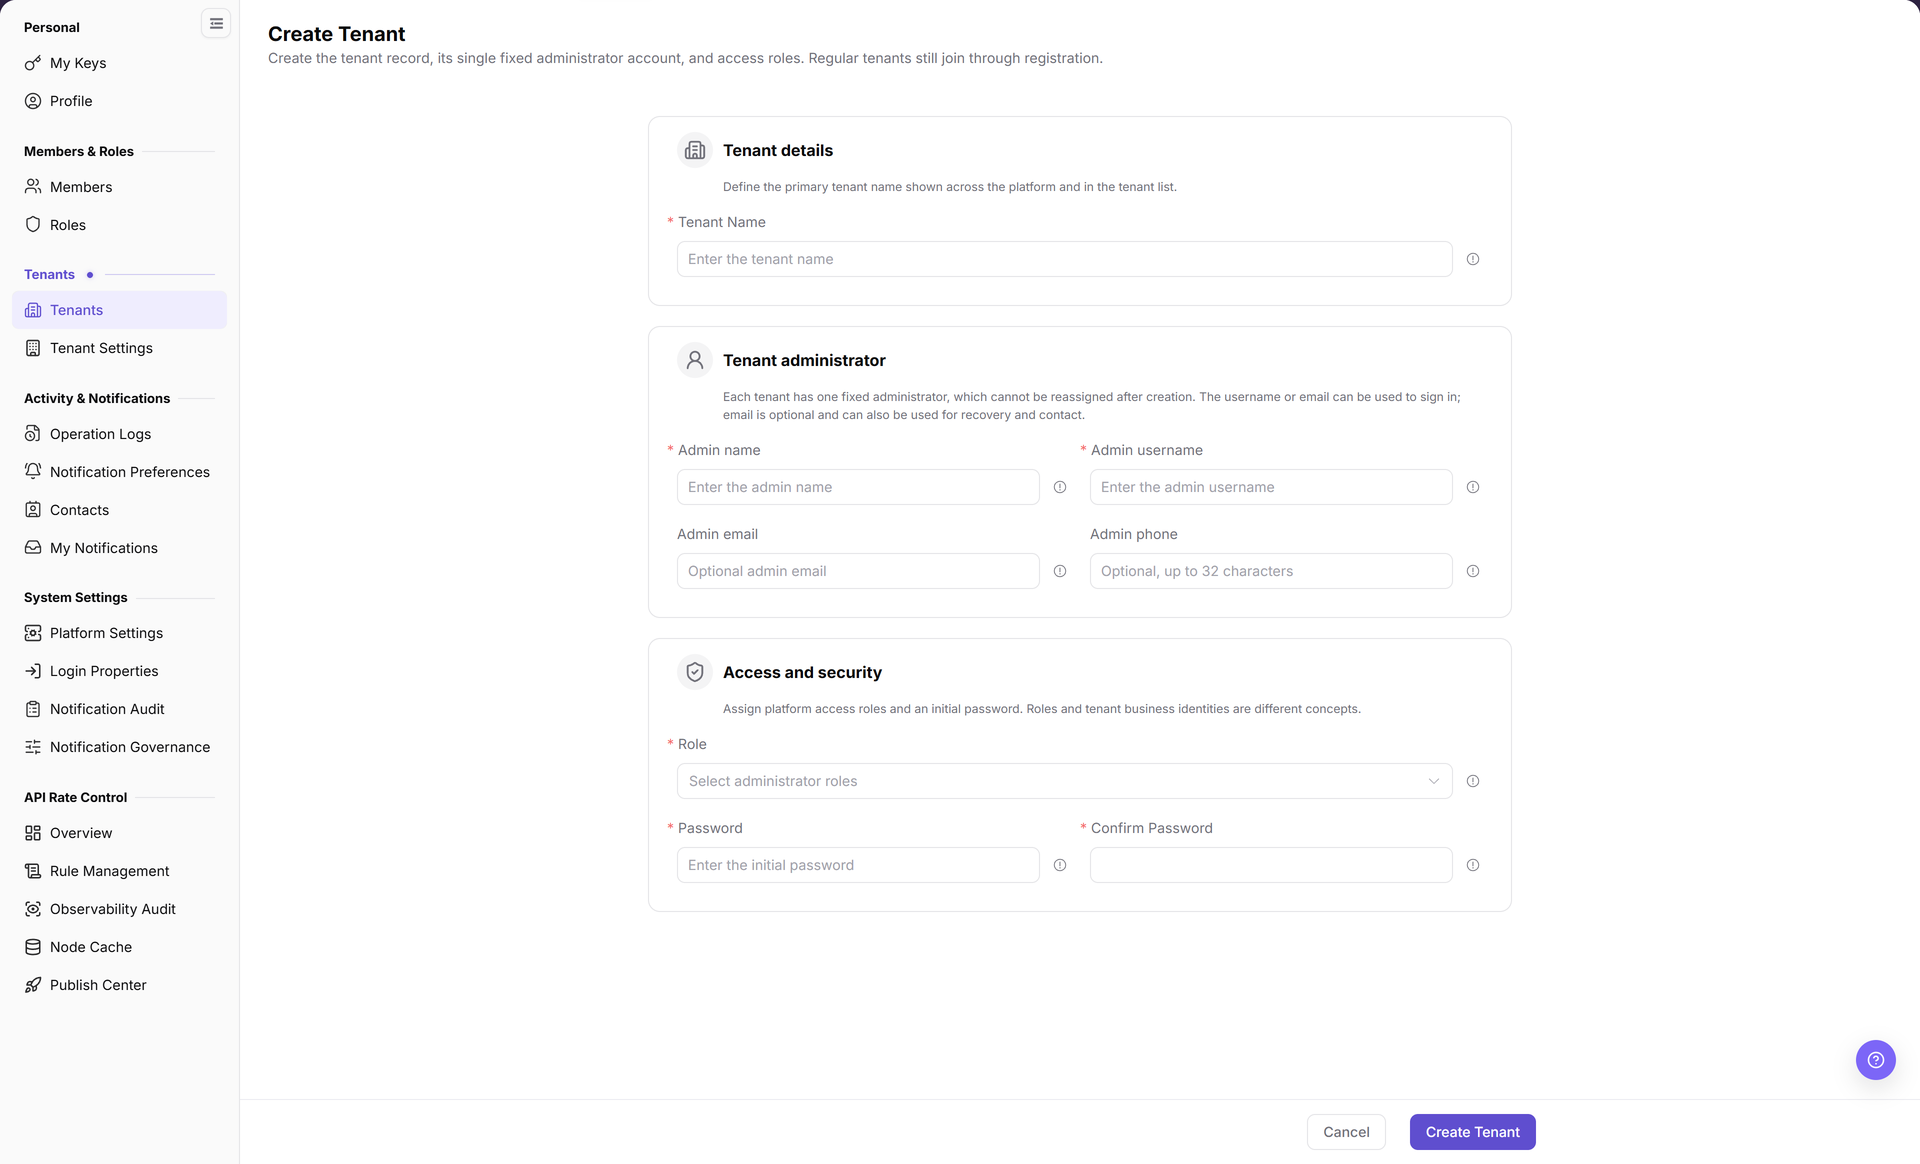 Personal
My Keys
Profile
Members & Roles
Members
Roles
Tenants
Tenants
Tenant Settings
Activity & Notifications
Operation Logs
Notification Preferences
Contacts
My Notifications
System Settings
Platform Settings
Login Properties
Notification Audit
Notification Governance
API Rate Control
Overview
Rule Management
Observability Audit
Node Cache
Publish Center
Create Tenant
Create the tenant record, its single fixed administrator account, and access roles. Regular tenants still join through registration.
Tenant details
Define the primary tenant name shown across the platform and in the tenant list.
* Tenant Name
Enter the tenant name
Tenant administrator
Each tenant has one fixed administrator, which cannot be reassigned after creation. The username or email can be used to sign in;
email is optional and can also be used for recovery and contact.
* Admin name
* Admin username
Enter the admin name
Enter the admin username
Admin email
Admin phone
Optional admin email
Optional, up to 32 characters
Access and security
Assign platform access roles and an initial password. Roles and tenant business identities are different concepts.
* Role
Select administrator roles
* Password
* Confirm Password
Enter the initial password
Cancel
Create Tenant